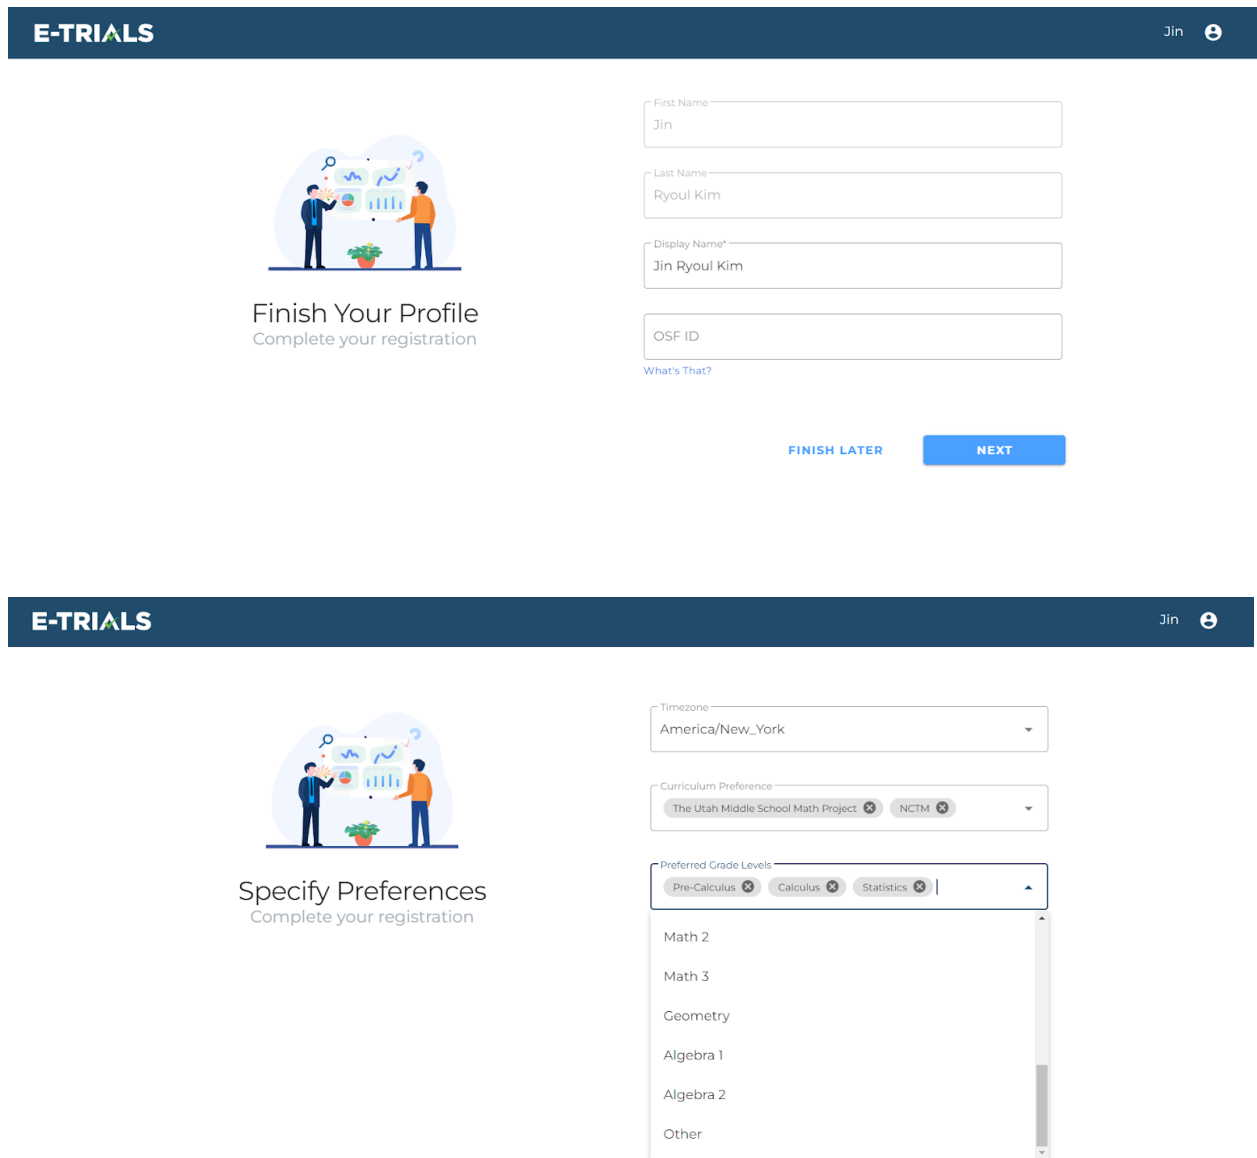 E-TRIALS
Jin
First Name
Jin
Last Name
Ryoul Kim
Display Name*
Jin Ryoul Kim
OSF ID
What's That?
Finish Your Profile
Complete your registration
FINISH LATER
NEXT
E-TRIALS
Jin
Specify Preferences
Complete your registration
Timezone
America/New_York
Curriculum Preference
The Utah Middle School Math Project NCTM
Preferred Grade Levels
Pre-Calculus Calculus Statistics
Math 2
Math 3
Geometry
Algebra 1
Algebra 2
Other